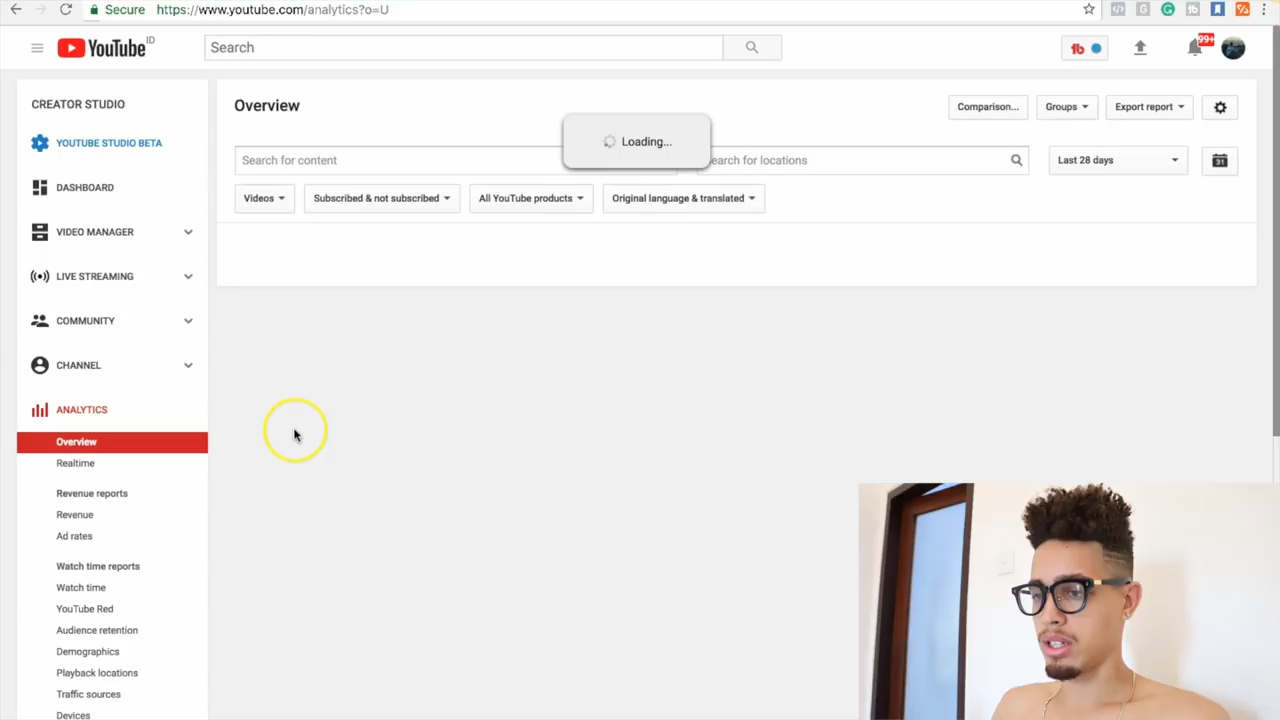 Secure https://www.youtube.com/analytics?o=U
YouTube ID
Search
99+
CREATOR STUDIO
YOUTUBE STUDIO BETA
DASHBOARD
VIDEO MANAGER
LIVE STREAMING
COMMUNITY
CHANNEL
ANALYTICS
Overview
Realtime
Revenue reports
Revenue
Ad rates
Watch time reports
Watch time
YouTube Red
Audience retention
Demographics
Playback locations
Traffic sources
Devices
Overview
Comparison...
Groups
Export report
Loading...
Search for content
earch for locations
Last 28 days
31
Videos
Subscribed & not subscribed
All YouTube products
Original language & translated